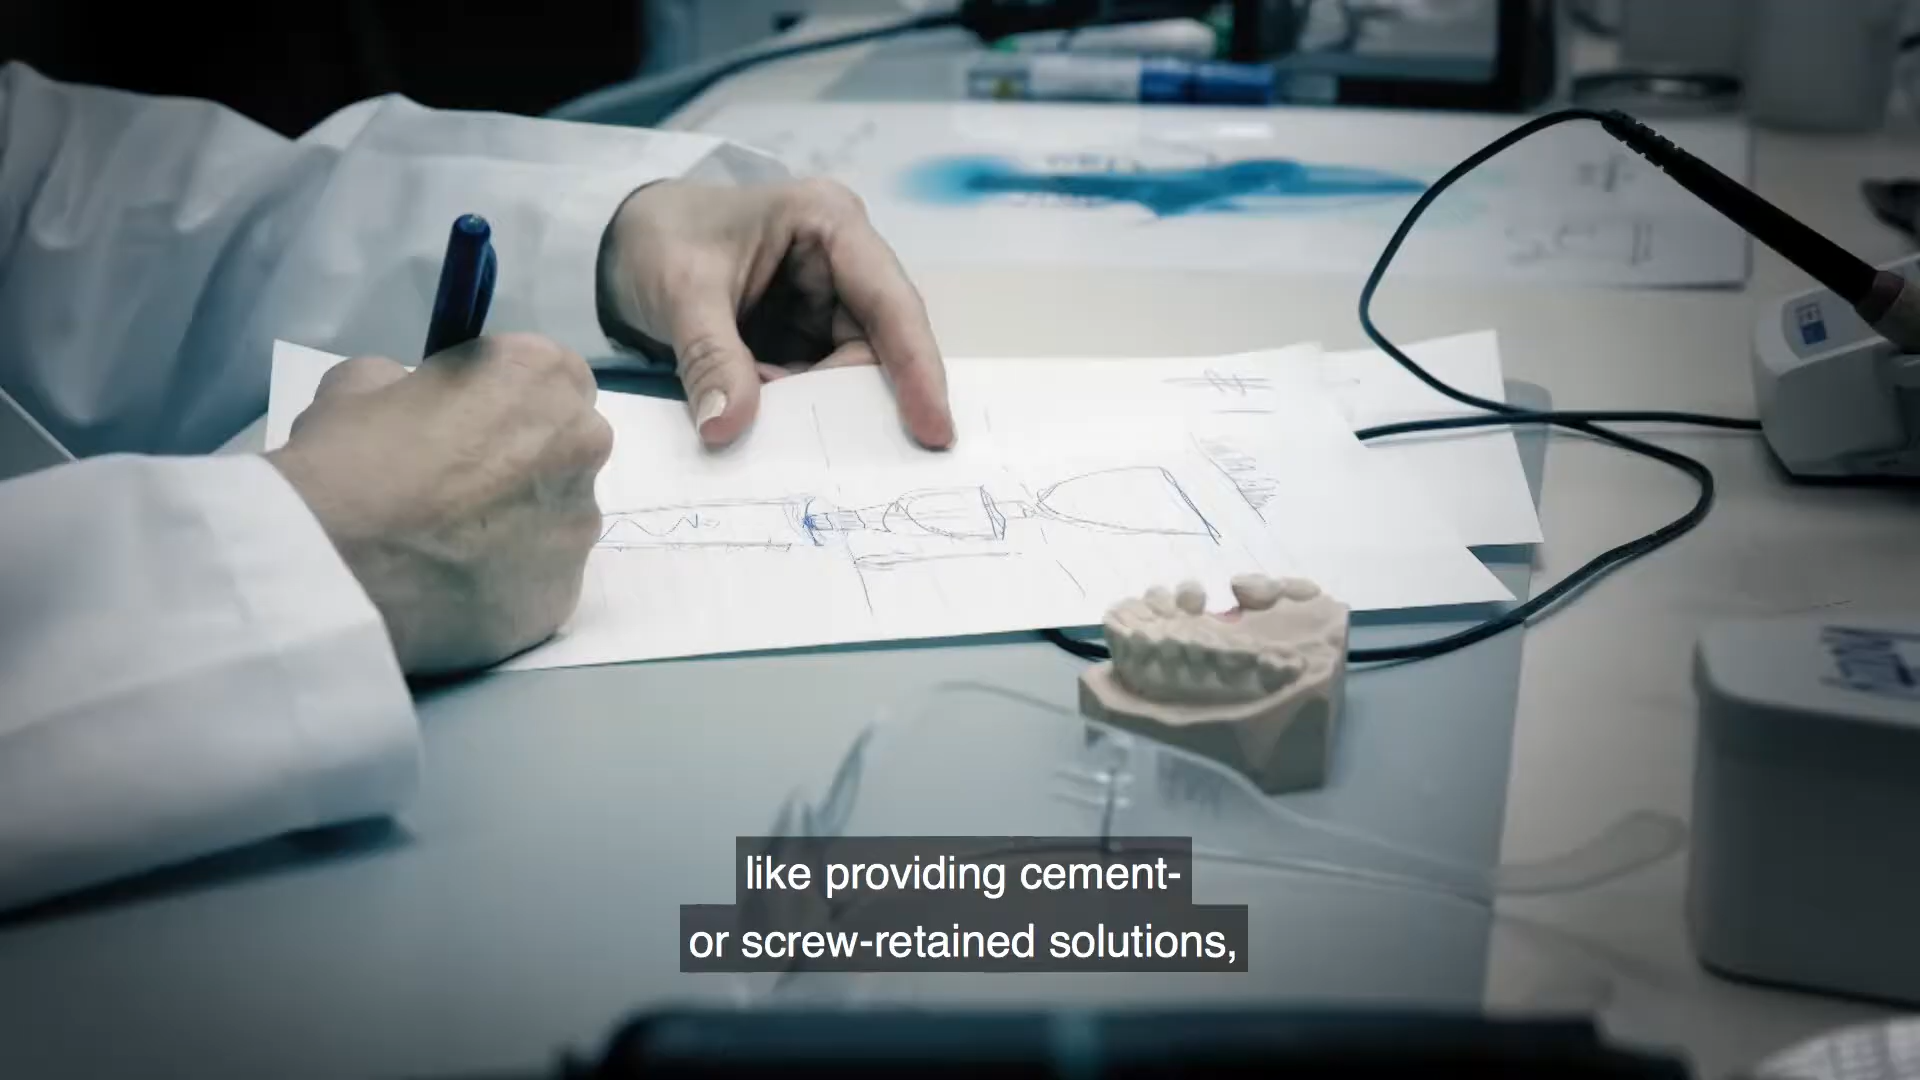 like providing cement-
or screw-retained solutions,